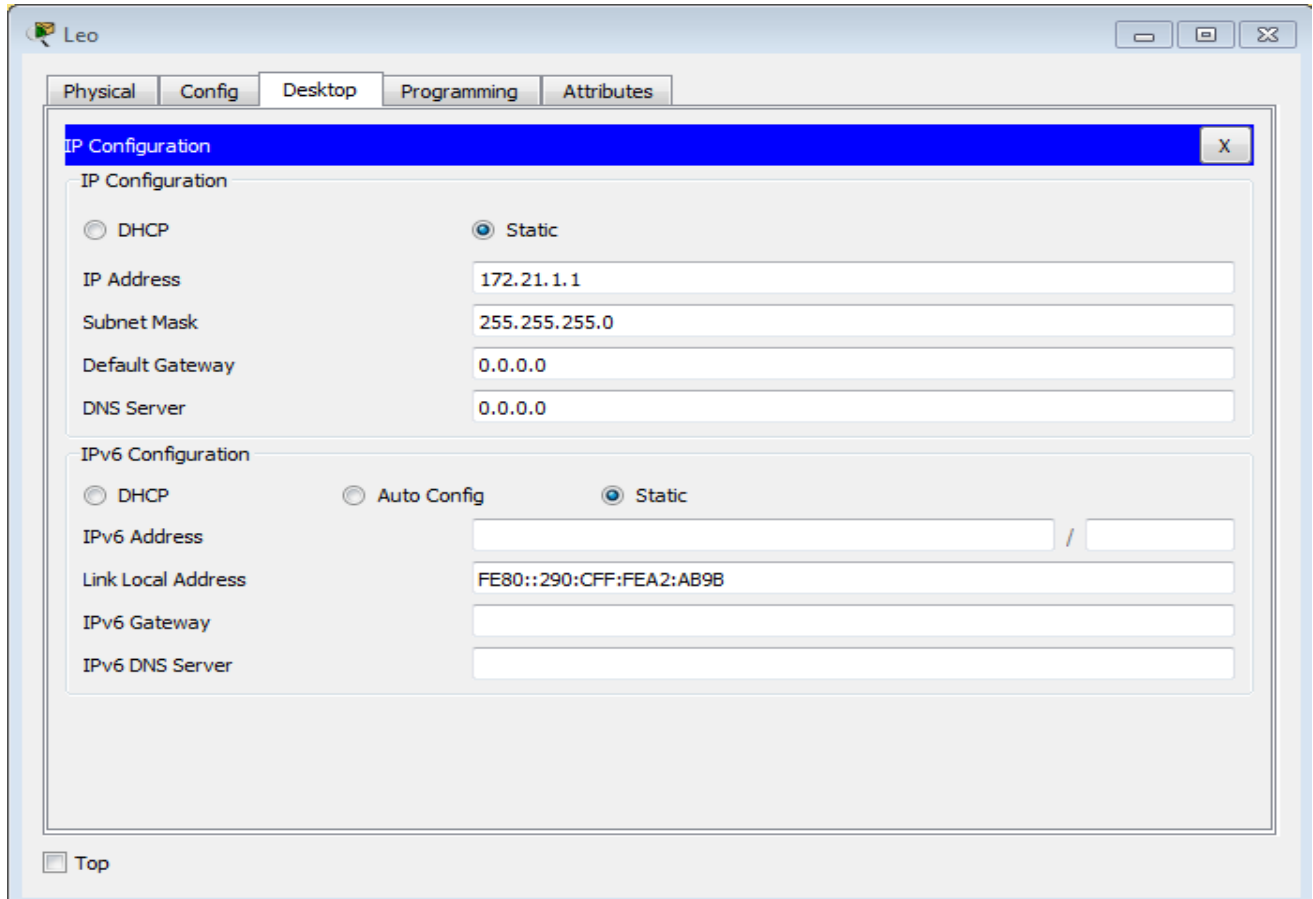 Leo
Physical Config Desktop Programming Attributes
IP Configuration X
IP Configuration
DHCP Static
IP Address 172.21.1.1
Subnet Mask 255.255.255.0
Default Gateway 0.0.0.0
DNS Server 0.0.0.0
IPv6 Configuration
DHCP Auto Config Static
IPv6 Address /
Link Local Address FE80::290:CFF:FEA2:AB9B
IPv6 Gateway
IPv6 DNS Server
Top